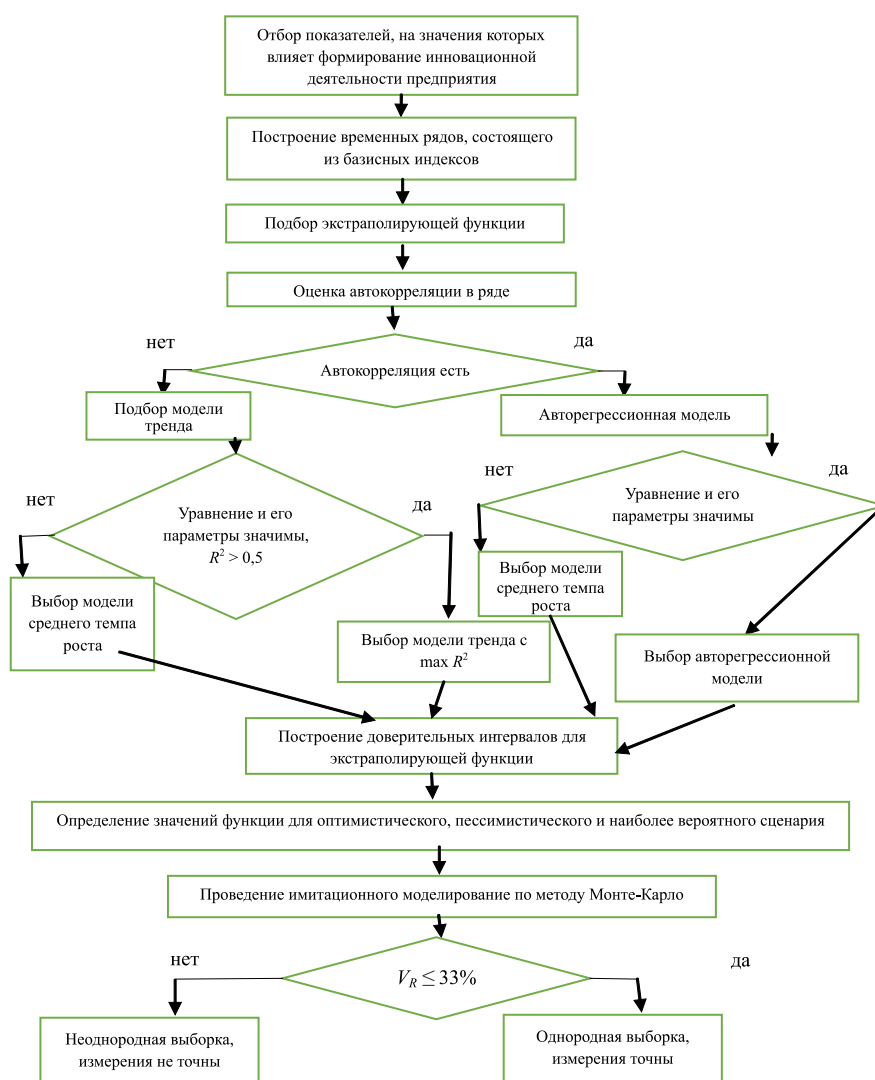 Отбор показателей, на значения которых
влияет формирование инновационной
деятельности предприятия
Построение временных рядов, состоящего
из базисных индексов
Подбор экстраполирующей функции
Оценка автокорреляции в ряде
нет
да
Автокорреляция есть
Подбор модели
тренда
Авторегрессионная модель
нет
да
Уравнение и его
параметры значимы,
R² > 0,5
нет
да
Уравнение и его
параметры значимы
Выбор модели
среднего темпа
роста
Выбор модели тренда с
max R²
Выбор модели
среднего темпа
роста
Выбор авторегрессионной
модели
Построение доверительных интервалов для
экстраполирующей функции
Определение значений функции для оптимистического, пессимистического и наиболее вероятного сценария
Проведение имитационного моделирование по методу Монте-Карло
нет
да
V_R ≤ 33%
Неоднородная выборка,
измерения не точны
Однородная выборка,
измерения точны